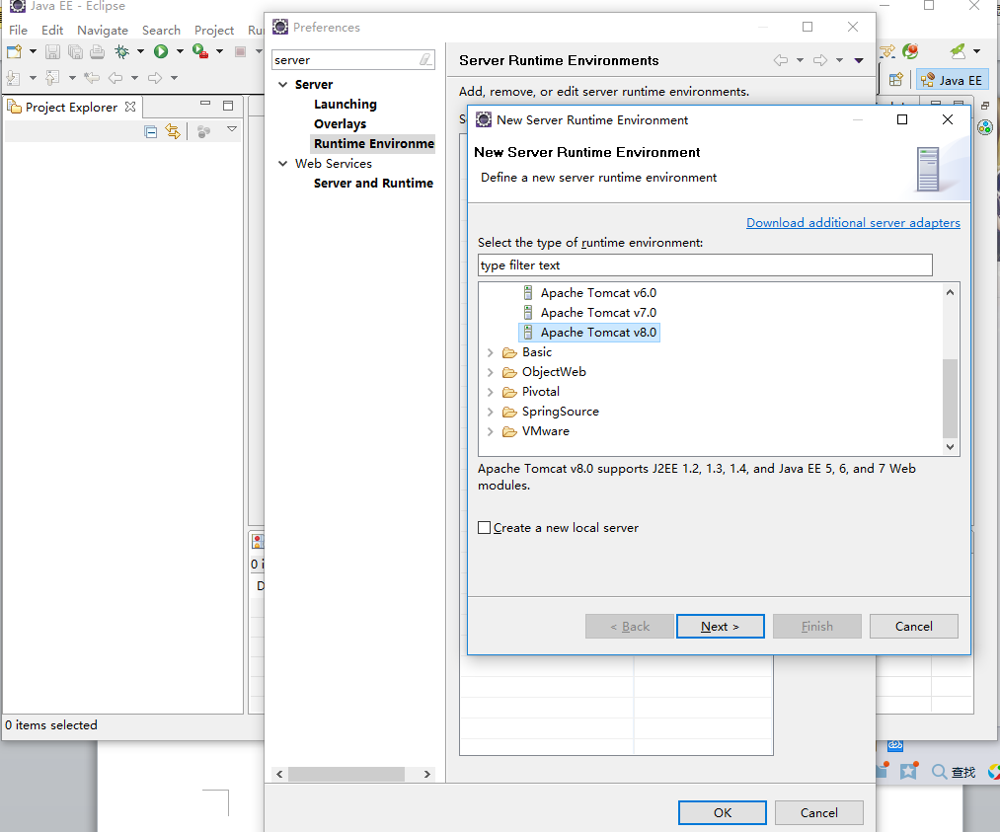 Java EE - Eclipse
File Edit Navigate Search Project Ru
Java EE
Project Explorer
0 i
D
0 items selected
Preferences
server
Server
Launching
Overlays
Runtime Environme
Web Services
Server and Runtime
Server Runtime Environments
Add, remove, or edit server runtime environments.
S
New Server Runtime Environment
New Server Runtime Environment
Define a new server runtime environment
Download additional server adapters
Select the type of runtime environment:
type filter text
Apache Tomcat v6.0
Apache Tomcat v7.0
Apache Tomcat v8.0
Basic
ObjectWeb
Pivotal
SpringSource
VMware
Apache Tomcat v8.0 supports J2EE 1.2, 1.3, 1.4, and Java EE 5, 6, and 7 Web
modules.
Create a new local server
< Back Next > Finish Cancel
OK Cancel
查找